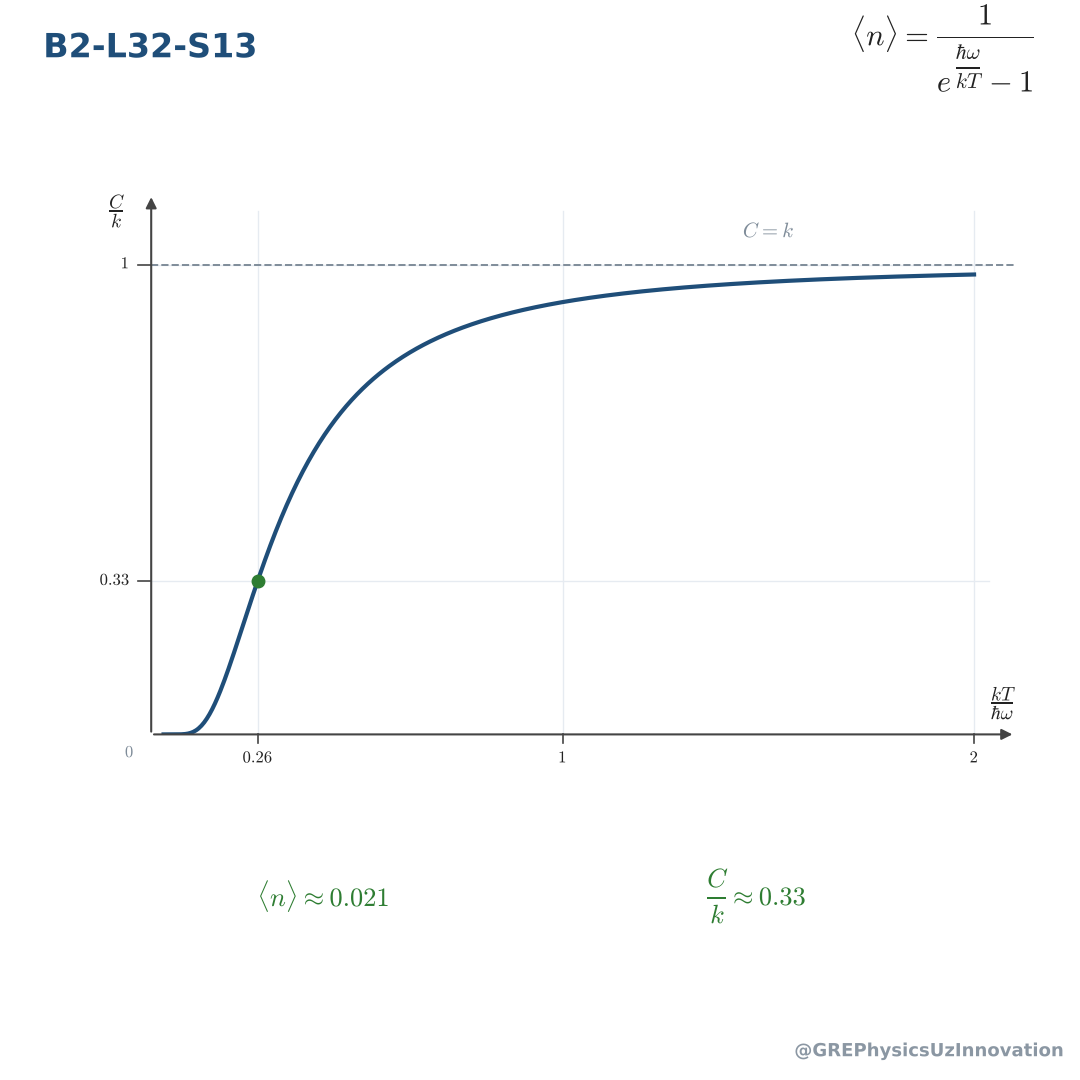 B2-L32-S13
⟨n⟩ = 1 / (e^{ħω/kT} − 1)
C/k
C = k
1
0.33
kT/ħω
0
0.26
1
2
⟨n⟩ ≈ 0.021
C/k ≈ 0.33
@GREPhysicsUzInnovation